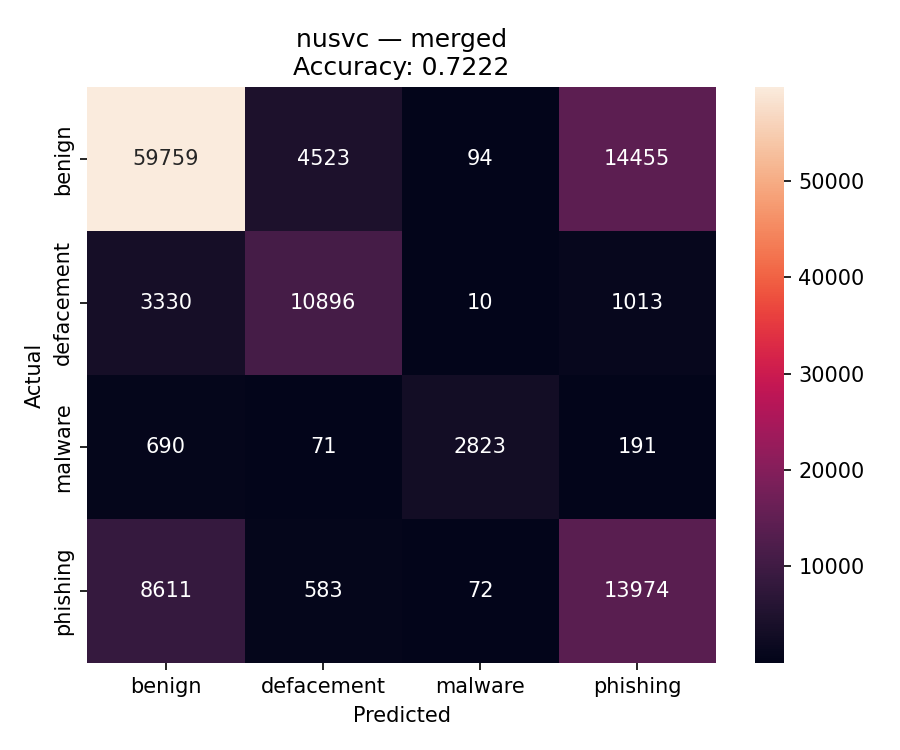 nusvc — merged
Accuracy: 0.7222
Actual
benign
59759 4523 94 14455
defacement
3330 10896 10 1013
malware
690 71 2823 191
phishing
8611 583 72 13974
benign defacement malware phishing
Predicted
50000
40000
30000
20000
10000